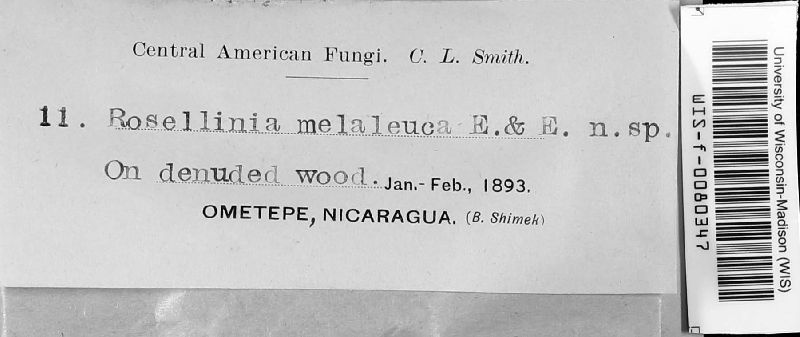 Central American Fungi. C. L. Smith.
11. Rosellinia melaleuca E. & E. n. sp.
On denuded wood. Jan.- Feb., 1893.
OMETEPE, NICARAGUA. (B. Shimek)
University of Wisconsin-Madison (WIS)
WIS-f-0080347